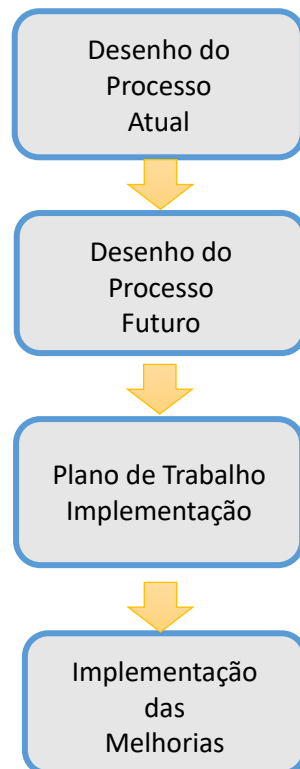 Desenho do
Processo
Atual
Desenho do
Processo
Futuro
Plano de Trabalho
Implementação
Implementação
das
Melhorias